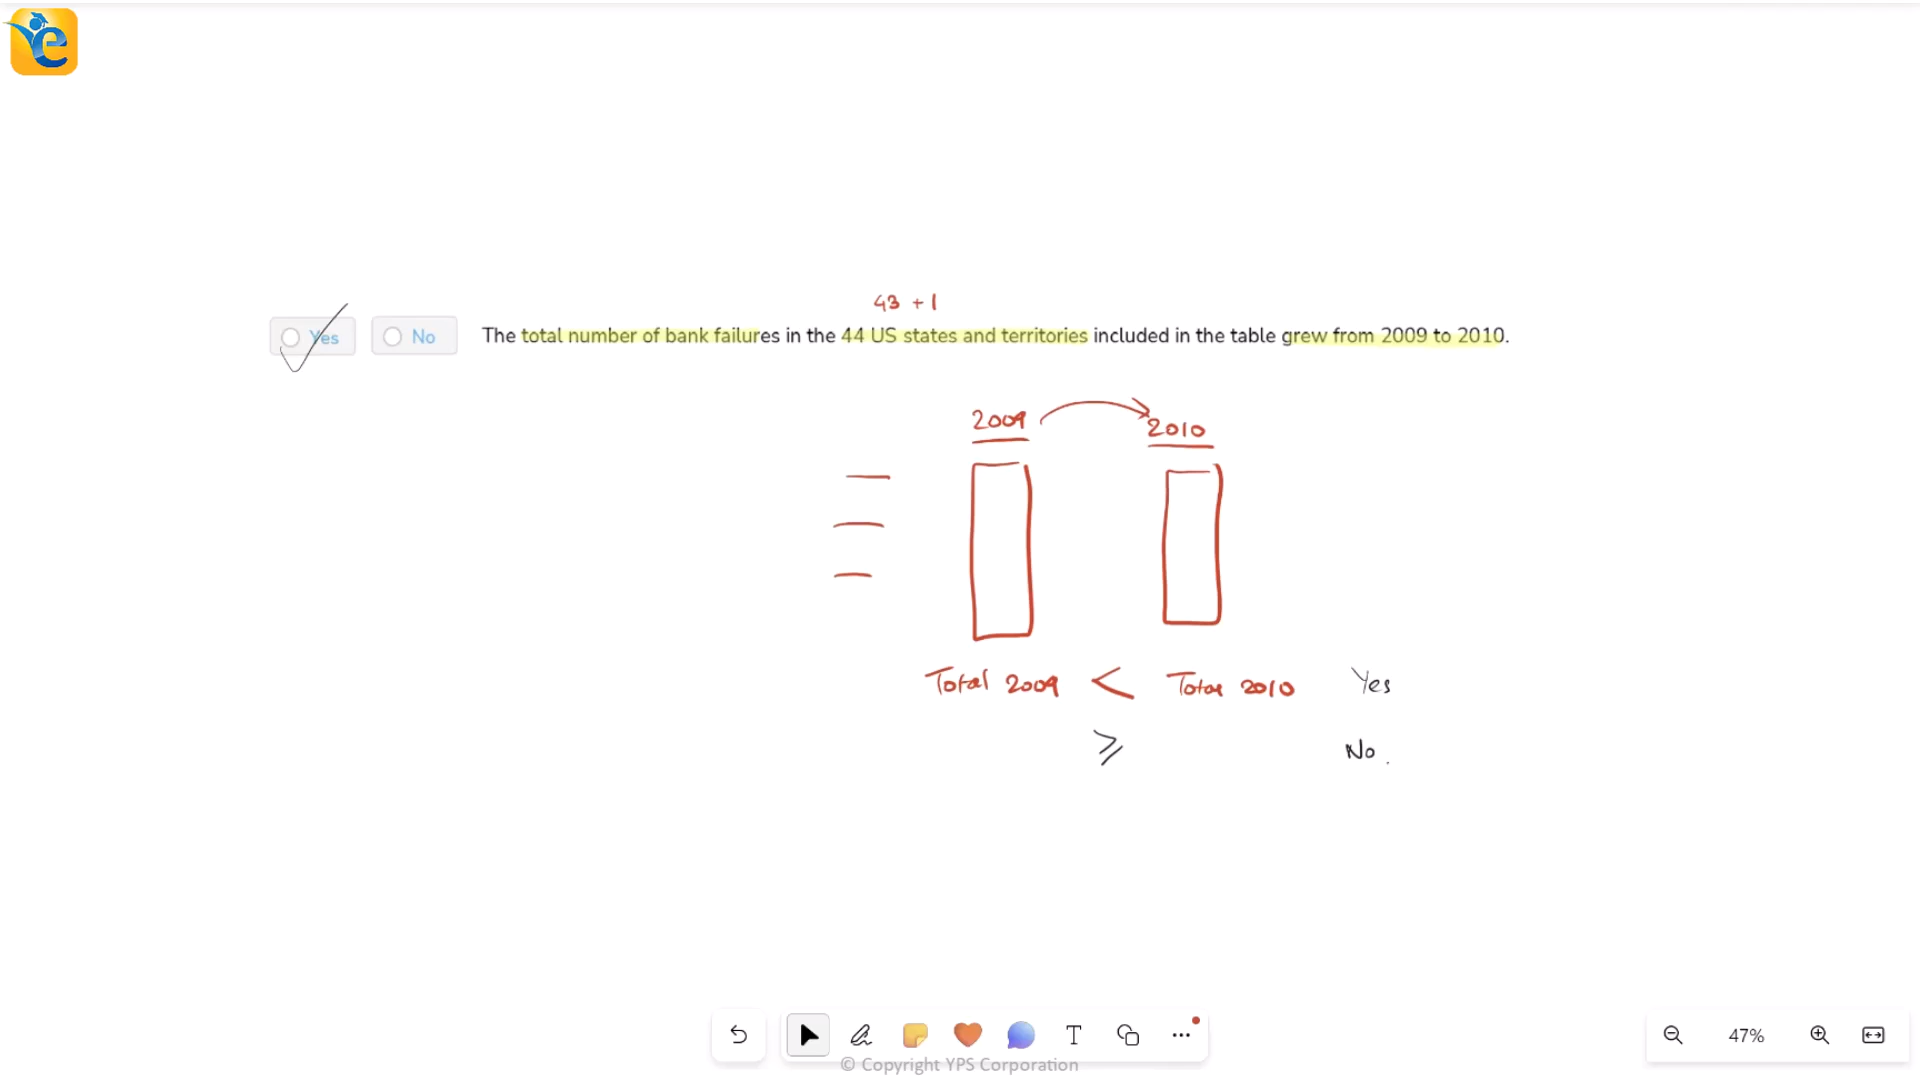 e
43 + 1
Yes No The total number of bank failures in the 44 US states and territories included in the table grew from 2009 to 2010.
2009 2010
Total 2009 < Total 2010 Yes
≥ No.
T 47%
© Copyright YPS Corporation